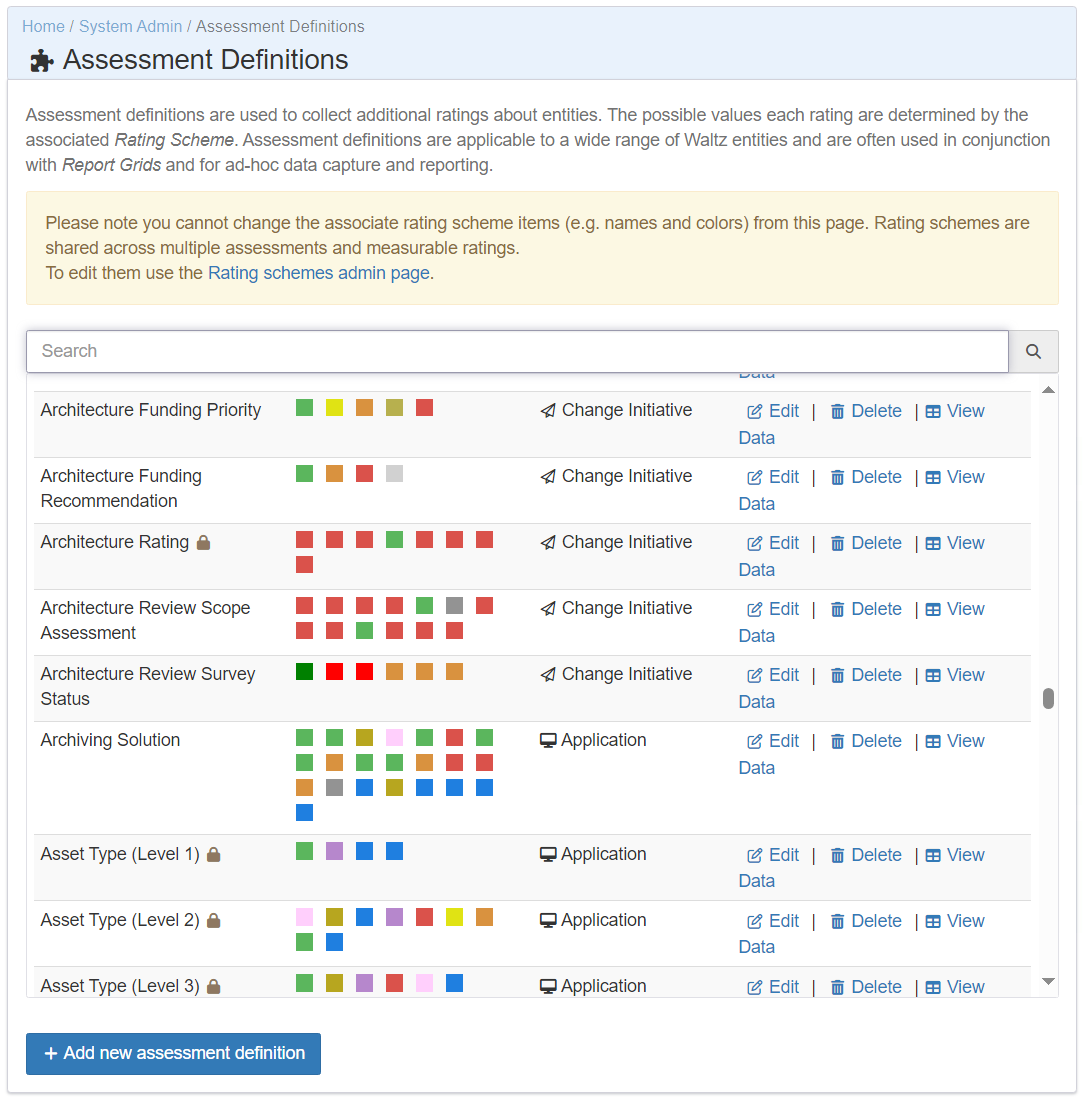 Home / System Admin / Assessment Definitions
Assessment Definitions
Assessment definitions are used to collect additional ratings about entities. The possible values each rating are determined by the
associated Rating Scheme. Assessment definitions are applicable to a wide range of Waltz entities and are often used in conjunction
with Report Grids and for ad-hoc data capture and reporting.
Please note you cannot change the associate rating scheme items (e.g. names and colors) from this page. Rating schemes are
shared across multiple assessments and measurable ratings.
To edit them use the Rating schemes admin page.
Search
Data
Architecture Funding Priority Change Initiative Edit | Delete | View
Data
Architecture Funding Change Initiative Edit | Delete | View
Recommendation Data
Architecture Rating Change Initiative Edit | Delete | View
Data
Architecture Review Scope Change Initiative Edit | Delete | View
Assessment Data
Architecture Review Survey Change Initiative Edit | Delete | View
Status Data
Archiving Solution Application Edit | Delete | View
Data
Asset Type (Level 1) Application Edit | Delete | View
Data
Asset Type (Level 2) Application Edit | Delete | View
Data
Asset Type (Level 3) Application Edit | Delete | View
+ Add new assessment definition